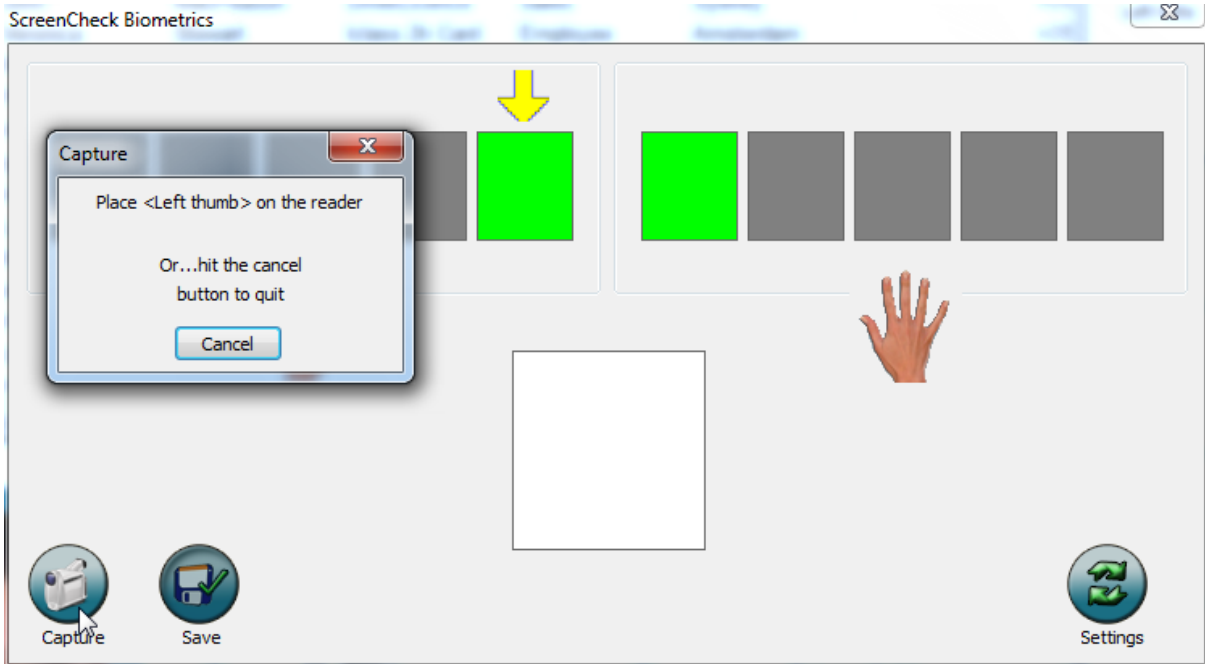 ScreenCheck Biometrics
Capture
Place <Left thumb> on the reader
Or...hit the cancel
button to quit
Cancel
Capture
Save
Settings